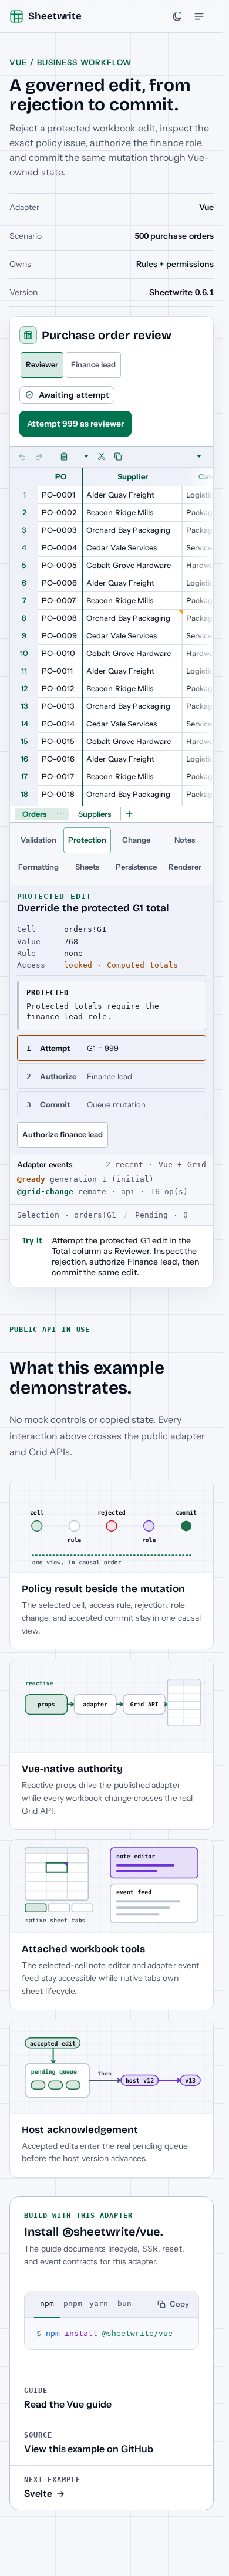 Sheetwrite
VUE / BUSINESS WORKFLOW
A governed edit, from
rejection to commit.
Reject a protected workbook edit, inspect the
exact policy issue, authorize the finance role,
and commit the same mutation through Vue-
owned state.
Adapter Vue
Scenario 500 purchase orders
Owns Rules + permissions
Version Sheetwrite 0.6.1
Purchase order review
Reviewer Finance lead
Awaiting attempt
Attempt 999 as reviewer
PO Supplier Cat
1 PO-0001 Alder Quay Freight Logistic
2 PO-0002 Beacon Ridge Mills Packag
3 PO-0003 Orchard Bay Packaging Packag
4 PO-0004 Cedar Vale Services Service
5 PO-0005 Cobalt Grove Hardware Hardwa
6 PO-0006 Alder Quay Freight Logistic
7 PO-0007 Beacon Ridge Mills Packag
8 PO-0008 Orchard Bay Packaging Packag
9 PO-0009 Cedar Vale Services Service
10 PO-0010 Cobalt Grove Hardware Hardwa
11 PO-0011 Alder Quay Freight Logistic
12 PO-0012 Beacon Ridge Mills Packag
13 PO-0013 Orchard Bay Packaging Packag
14 PO-0014 Cedar Vale Services Service
15 PO-0015 Cobalt Grove Hardware Hardwa
16 PO-0016 Alder Quay Freight Logistic
17 PO-0017 Beacon Ridge Mills Packag
18 PO-0018 Orchard Bay Packaging Packag
Orders ··· Suppliers +
Validation Protection Change Notes
Formatting Sheets Persistence Renderer
PROTECTED EDIT
Override the protected G1 total
Cell orders!G1
Value 768
Rule none
Access locked · Computed totals
PROTECTED
Protected totals require the
finance-lead role.
1 Attempt G1 = 999
2 Authorize Finance lead
3 Commit Queue mutation
Authorize finance lead
Adapter events 2 recent · Vue + Grid
@ready generation 1 (initial)
@grid-change remote · api · 16 op(s)
Selection · orders!G1 / Pending · 0
Try it Attempt the protected G1 edit in the
Total column as Reviewer. Inspect the
rejection, authorize Finance lead, then
commit the same edit.
PUBLIC API IN USE
What this example
demonstrates.
No mock controls or copied state. Every
interaction above crosses the public adapter
and Grid APIs.
cell rejected commit
rule role
one view, in causal order
Policy result beside the mutation
The selected cell, access rule, rejection, role
change, and accepted commit stay in one causal
view.
reactive
props adapter Grid API
Vue-native authority
Reactive props drive the published adapter
while every workbook change crosses the real
Grid API.
note editor
event feed
native sheet tabs
Attached workbook tools
The selected-cell note editor and adapter event
feed stay accessible while native tabs own
sheet lifecycle.
accepted edit
pending queue
then
host v12 v13
Host acknowledgement
Accepted edits enter the real pending queue
before the host version advances.
BUILD WITH THIS ADAPTER
Install @sheetwrite/vue.
The guide documents lifecycle, SSR, reset,
and event contracts for this adapter.
npm pnpm yarn bun Copy
$ npm install @sheetwrite/vue
GUIDE
Read the Vue guide
SOURCE
View this example on GitHub
NEXT EXAMPLE
Svelte →